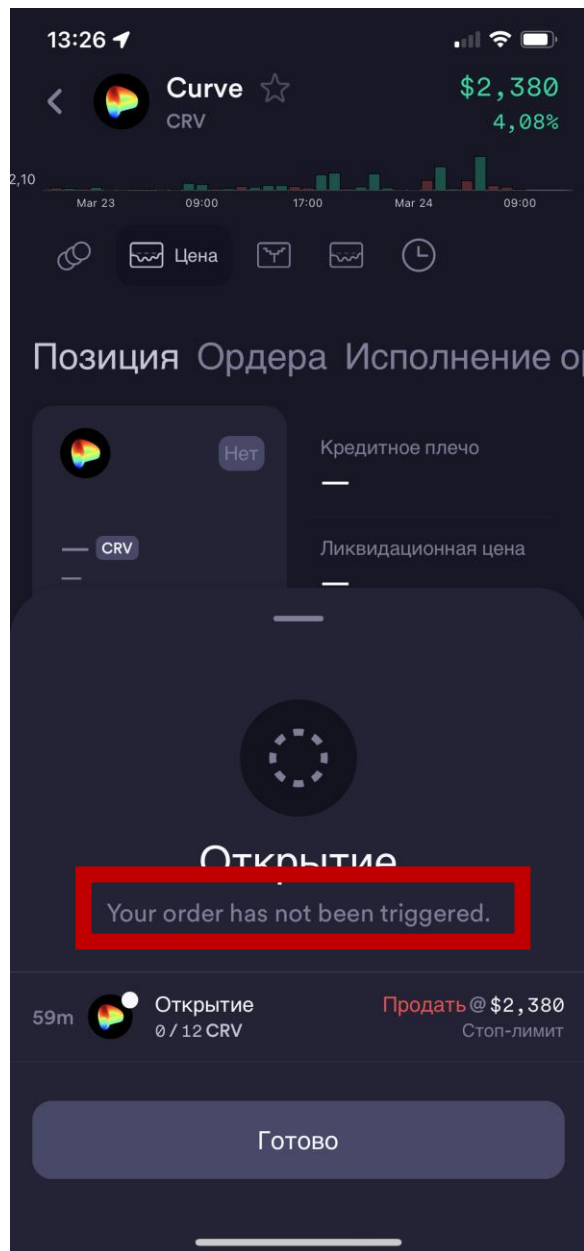 13:26
Curve
$2,380
CRV
4,08%
2,10
Mar 23 09:00 17:00 Mar 24 09:00
Цена
Позиция Ордера Исполнение о
Нет
Кредитное плечо
—
— CRV
Ликвидационная цена
—
—
Открытие
Your order has not been triggered.
59m
Открытие
Продать@$2,380
0/12 CRV
Стоп-лимит
Готово